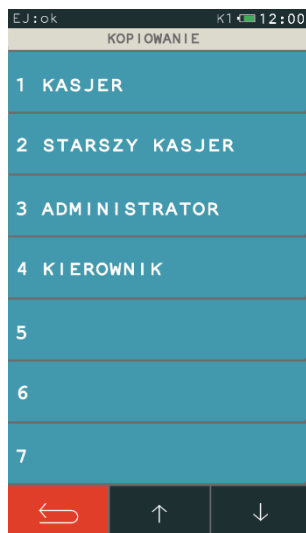 EJ:ok K1 12:00
KOPIOWANIE
1 KASJER
2 STARSZY KASJER
3 ADMINISTRATOR
4 KIEROWNIK
5
6
7